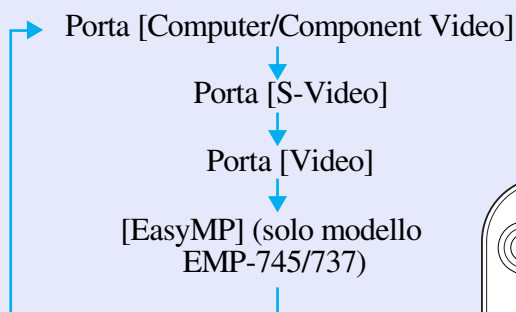 Porta [Computer/Component Video]
Porta [S-Video]
Porta [Video]
[EasyMP] (solo modello
EMP-745/737)